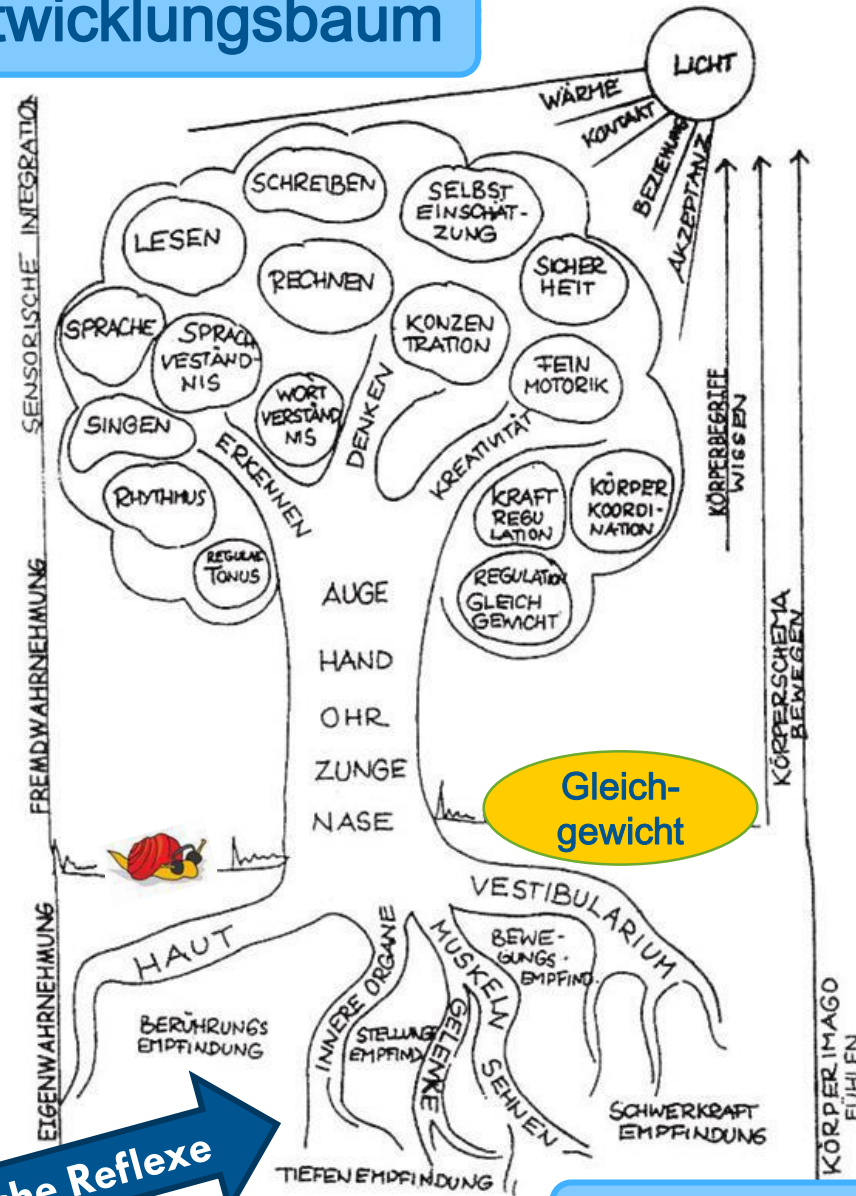 twicklungsbaum
LICHT
WÄRME
KONTAKT
BEZIEHUNG
AKZEPTANZ
SENSORISCHE INTEGRATION
FREMDWAHRNEHMUNG
EIGENWAHRNEHMUNG
SCHREIBEN
SELBST
EINSCHÄT-
ZUNG
LESEN
RECHNEN
SICHER
HEIT
SPRACHE
SPRACH
VESTÄND-
NIS
KONZEN
TRATION
FEIN
MOTORIK
WORT
VERSTÄND
NIS
SINGEN
RHYTHMUS
REGULAT
TONUS
ERKENNEN
DENKEN
KREATIVITÄT
KRAFT
REGU
LATION
KÖRPER
KOORDI-
NATION
REGULATION
GLEICH
GEWICHT
KÖRPERBEGRIFF
WISSEN
KÖRPERSCHEMA
BEWEGEN
KÖRPERIMAGO
FÜHLEN
AUGE
HAND
OHR
ZUNGE
NASE
Gleich-
gewicht
HAUT
VESTIBULARIUM
INNERE ORGANE
MUSKELN
SEHNEN
GELENKE
BEWE-
GUNGS-
EMPFIND.
BERÜHRUNGS
EMPFINDUNG
STELLUNGS
EMPFIND.
SCHWERKRAFT
EMPFINDUNG
TIEFENEMPFINDUNG
he Reflexe